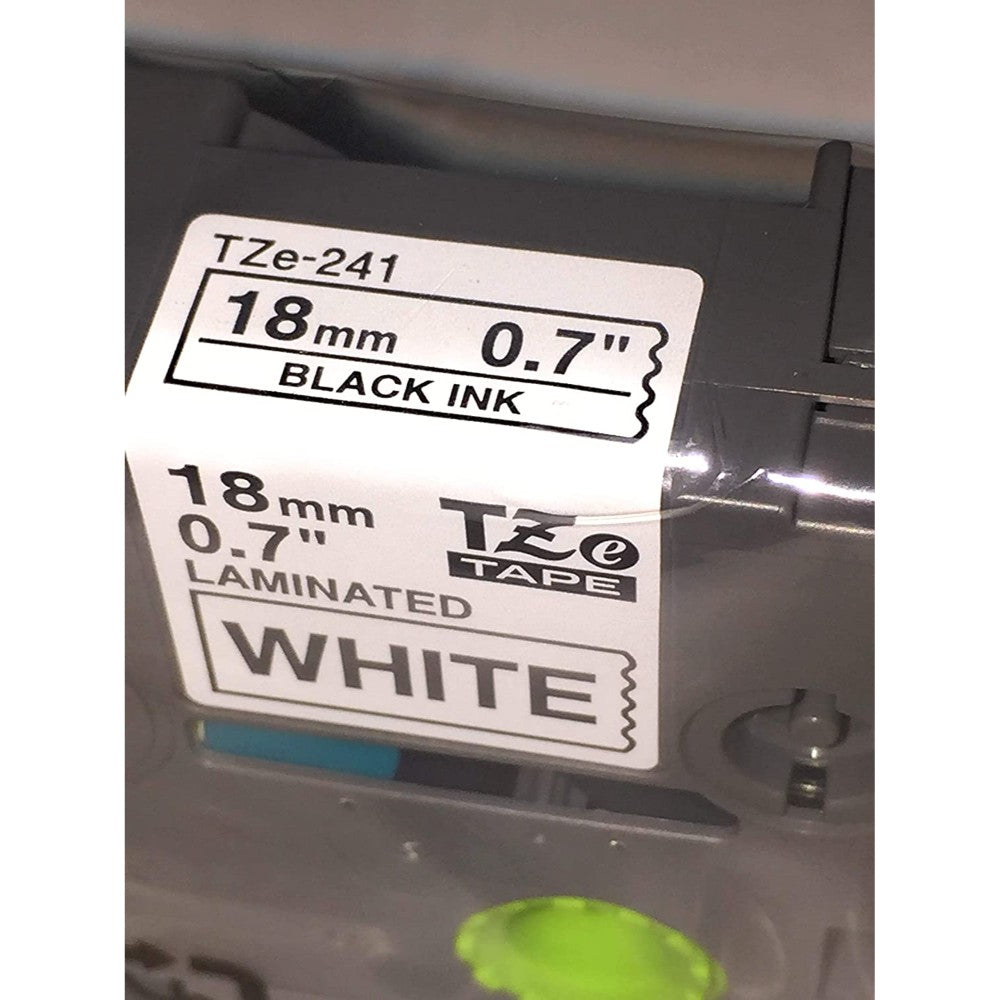 TZe-241
18mm 0.7"
BLACK INK
18mm
0.7"
LAMINATED
TZe
TAPE
WHITE